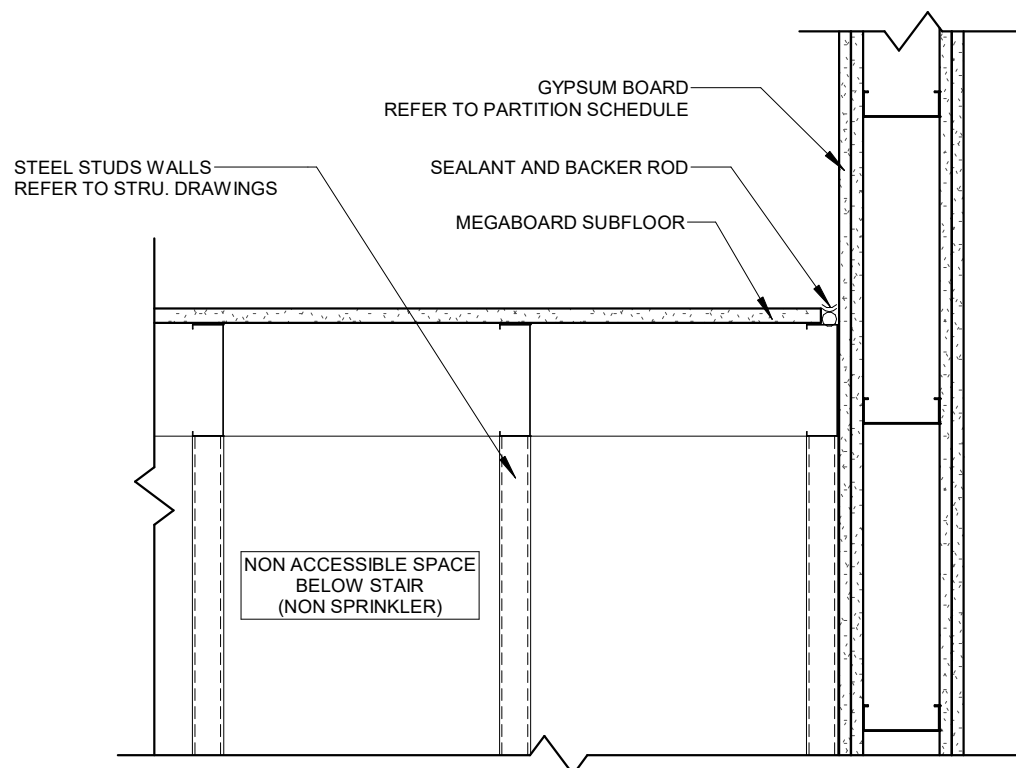 GYPSUM BOARD
REFER TO PARTITION SCHEDULE
STEEL STUDS WALLS
REFER TO STRU. DRAWINGS
SEALANT AND BACKER ROD
MEGABOARD SUBFLOOR
NON ACCESSIBLE SPACE
BELOW STAIR
(NON SPRINKLER)